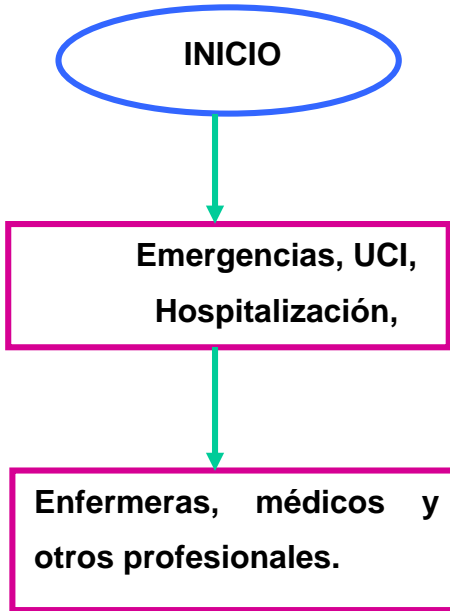 INICIO
Emergencias, UCI,
Hospitalización,
Enfermeras, médicos y
otros profesionales.